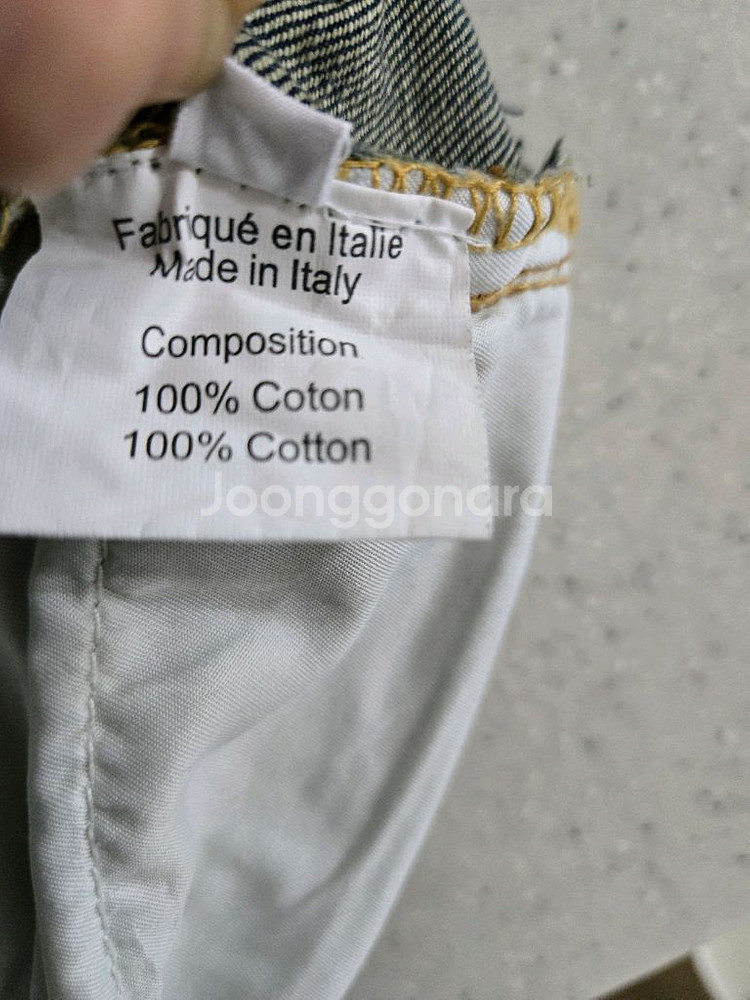 Fabriqué en Italie
Made in Italy
Composition
100% Coton
100% Cotton
Joonggonara